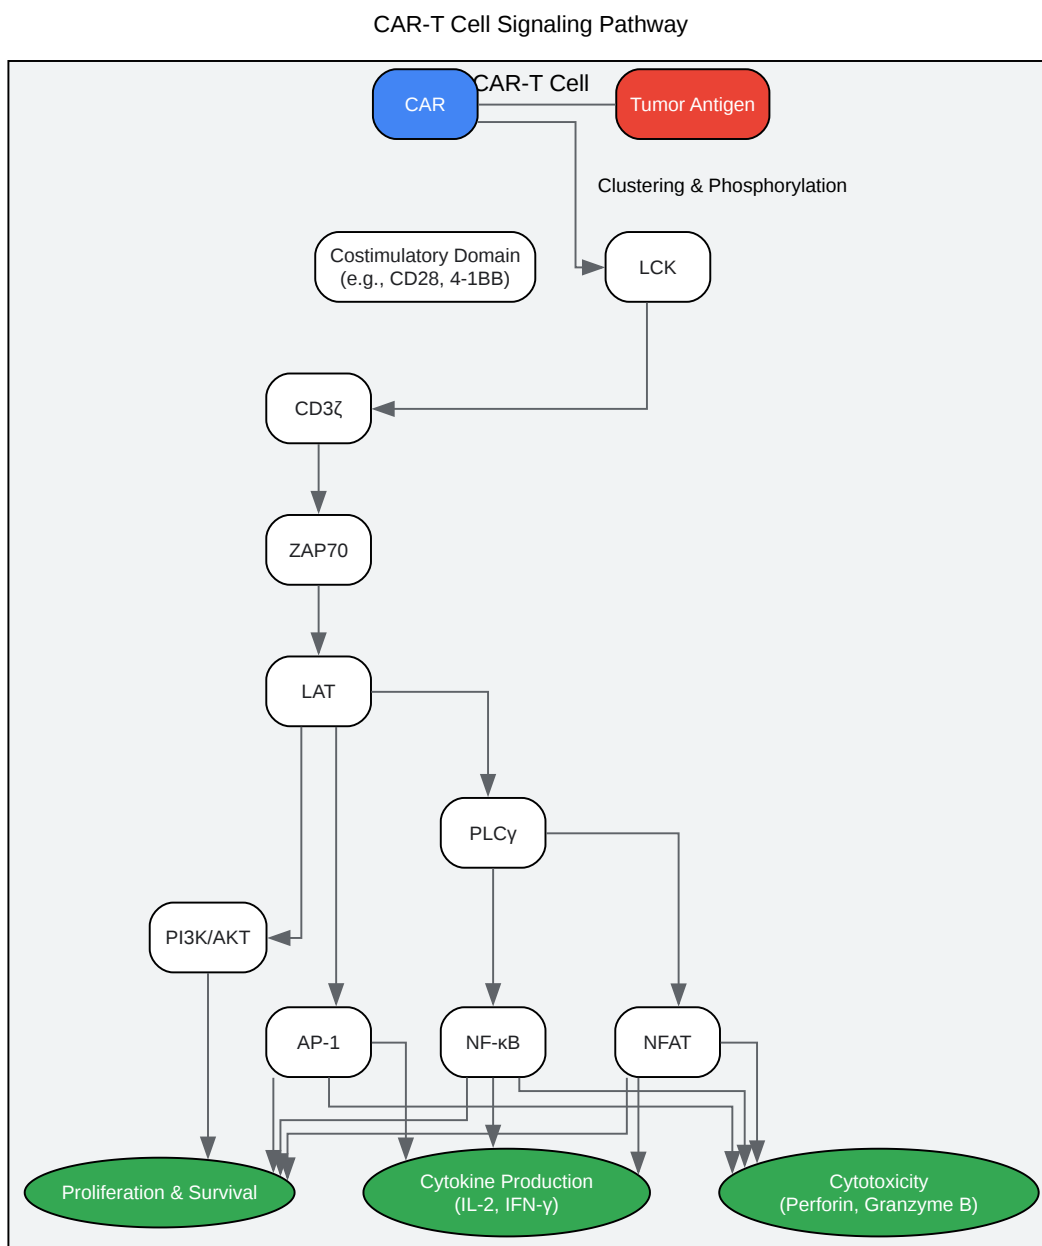 CAR-T Cell Signaling Pathway
CAR-T Cell
CAR
Tumor Antigen
Clustering & Phosphorylation
Costimulatory Domain
(e.g., CD28, 4-1BB)
LCK
CD3ζ
ZAP70
LAT
PLCγ
PI3K/AKT
AP-1
NF-κB
NFAT
Proliferation & Survival
Cytokine Production
(IL-2, IFN-γ)
Cytotoxicity
(Perforin, Granzyme B)